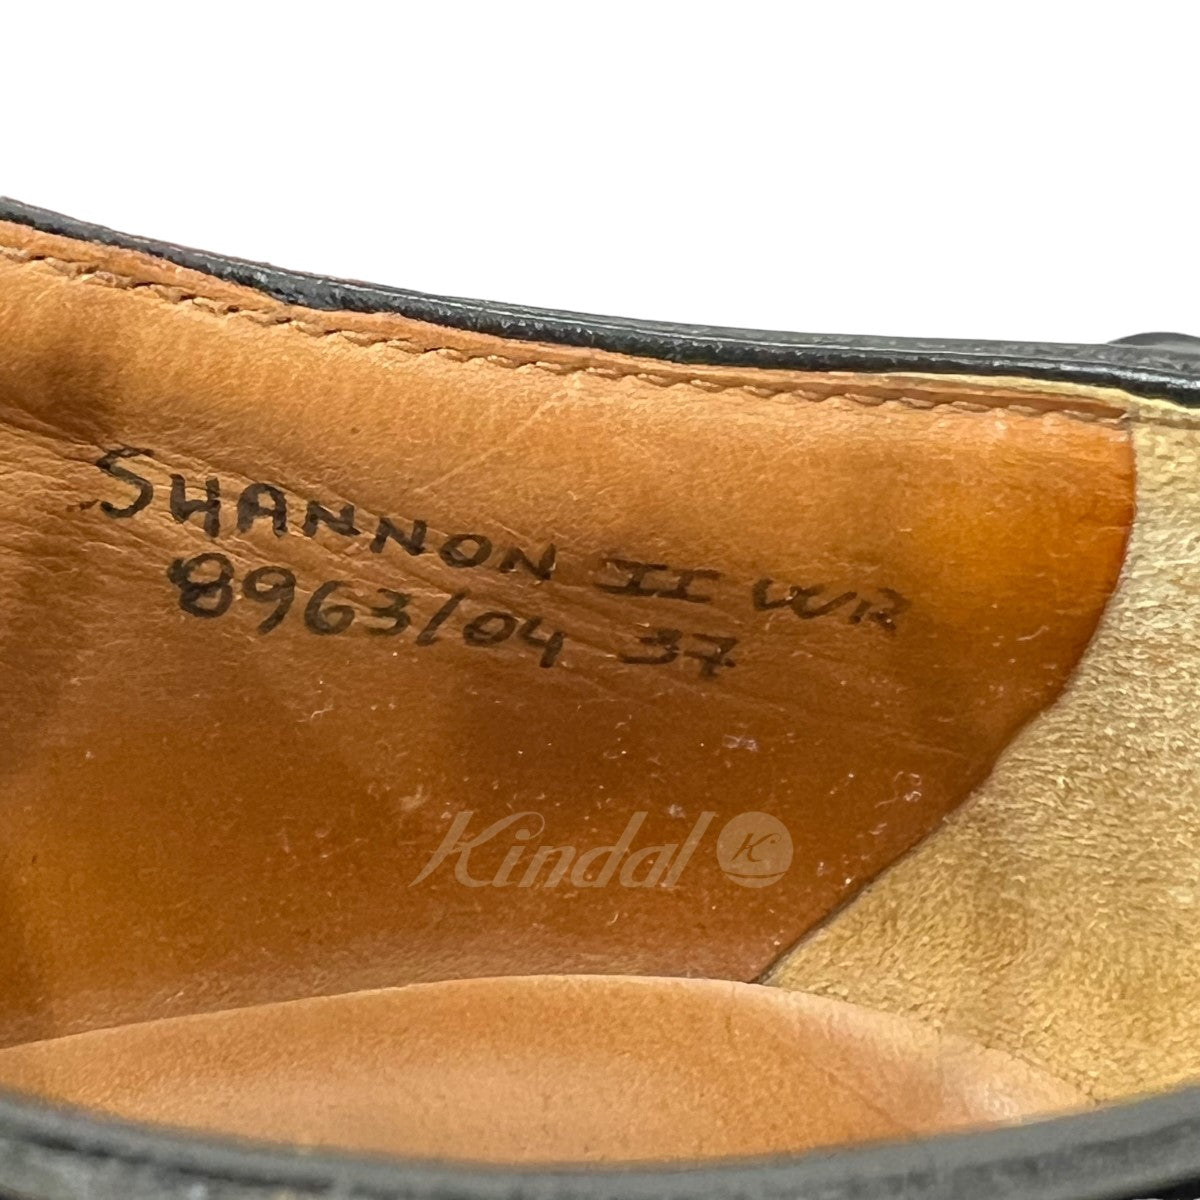 SHANNON II WR
8963/04 37
Kindal K